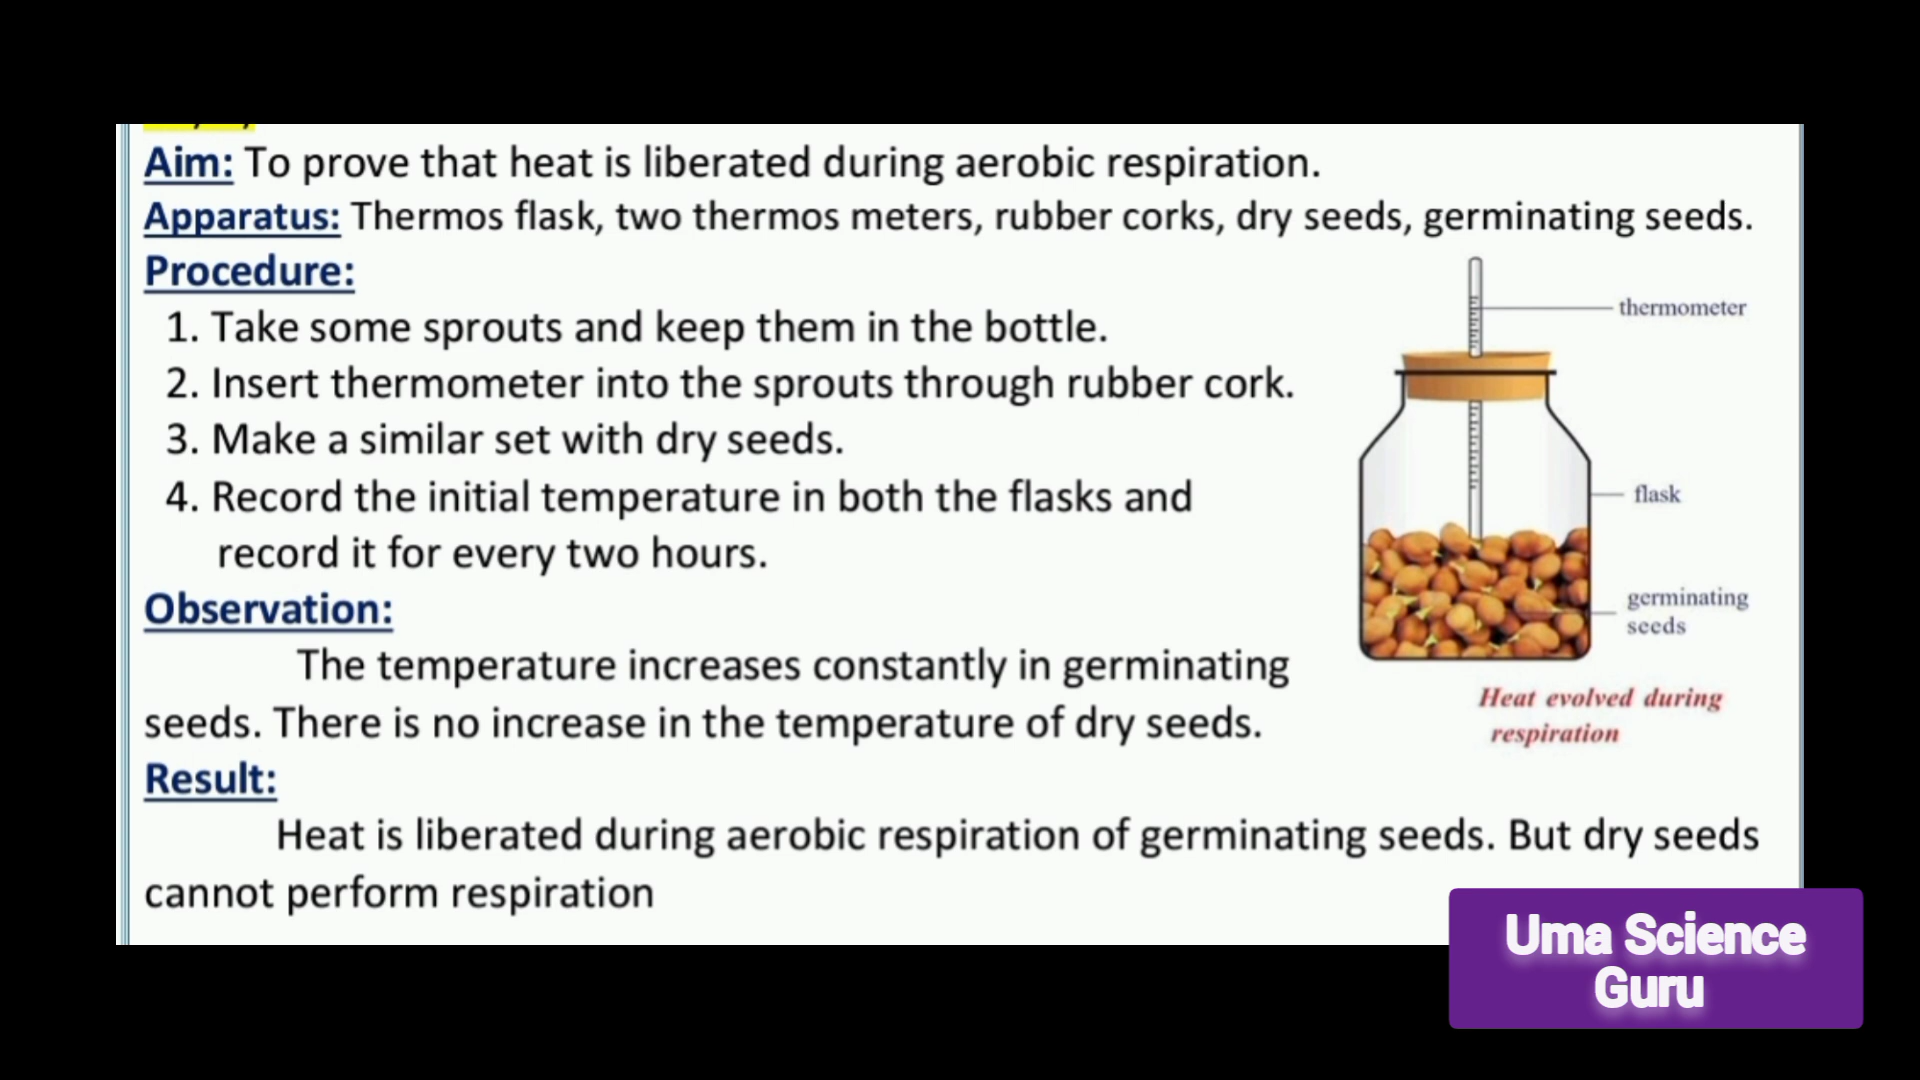 Aim: To prove that heat is liberated during aerobic respiration.
Apparatus: Thermos flask, two thermos meters, rubber corks, dry seeds, germinating seeds.
Procedure:
1. Take some sprouts and keep them in the bottle.
2. Insert thermometer into the sprouts through rubber cork.
3. Make a similar set with dry seeds.
4. Record the initial temperature in both the flasks and
record it for every two hours.
thermometer
flask
germinating
seeds
Heat evolved during
respiration
Observation:
The temperature increases constantly in germinating
seeds. There is no increase in the temperature of dry seeds.
Result:
Heat is liberated during aerobic respiration of germinating seeds. But dry seeds
cannot perform respiration
Uma Science
Guru